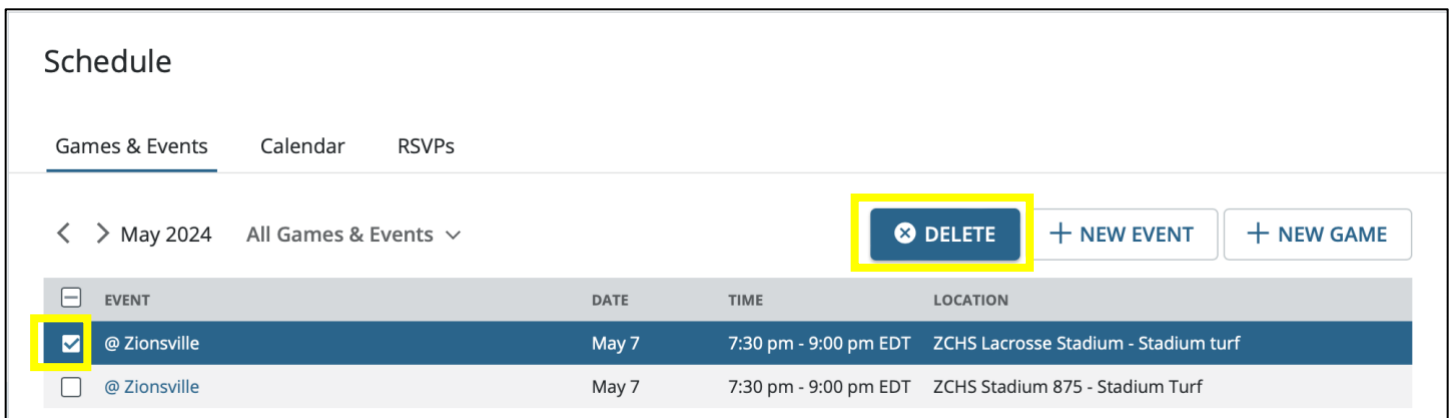 Schedule
Games & Events Calendar RSVPs
May 2024 All Games & Events DELETE + NEW EVENT + NEW GAME
EVENT DATE TIME LOCATION
@ Zionsville May 7 7:30 pm - 9:00 pm EDT ZCHS Lacrosse Stadium - Stadium turf
@ Zionsville May 7 7:30 pm - 9:00 pm EDT ZCHS Stadium 875 - Stadium Turf